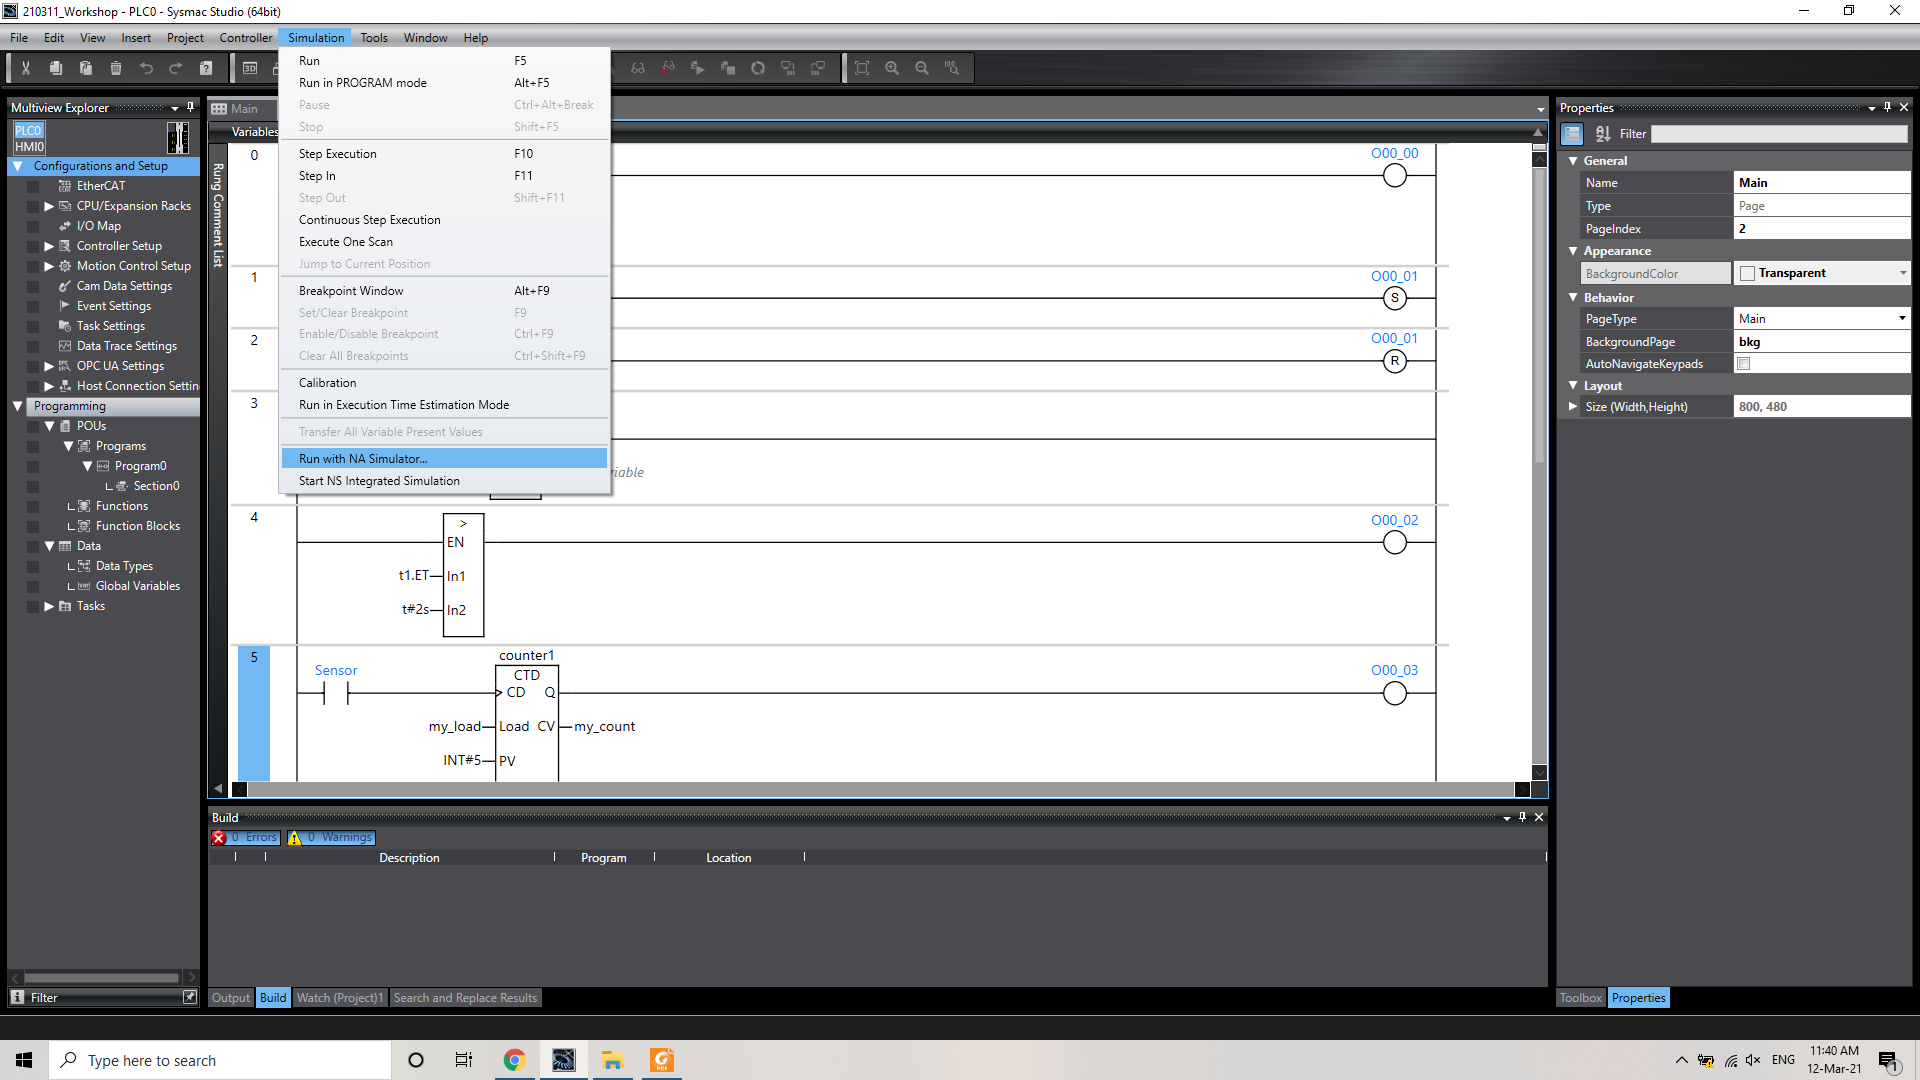 210311_Workshop - PLC0 - Sysmac Studio (64bit)
File Edit View Insert Project Controller Simulation Tools Window Help
3D
Run F5
Run in PROGRAM mode Alt+F5
Pause Ctrl+Alt+Break
Stop Shift+F5
Step Execution F10
Step In F11
Step Out Shift+F11
Continuous Step Execution
Execute One Scan
Jump to Current Position
Breakpoint Window Alt+F9
Set/Clear Breakpoint F9
Enable/Disable Breakpoint Ctrl+F9
Clear All Breakpoints Ctrl+Shift+F9
Calibration
Run in Execution Time Estimation Mode
Transfer All Variable Present Values
Run with NA Simulator...
Start NS Integrated Simulation
Multiview Explorer
PLC0
HMI0
Configurations and Setup
EtherCAT
CPU/Expansion Racks
I/O Map
Controller Setup
Motion Control Setup
Cam Data Settings
Event Settings
Task Settings
Data Trace Settings
OPC UA Settings
Host Connection Settin
Programming
POUs
Programs
Program0
Section0
Functions
Function Blocks
Data
Data Types
Global Variables
Tasks
Filter
Main
Variables
Rung Comment List
0
O00_00
1
O00_01
S
2
O00_01
R
3
riable
4
>
EN
t1.ET In1
t#2s In2
O00_02
5
Sensor
counter1
CTD
CD Q
my_load Load CV my_count
INT#5 PV
O00_03
Build
0 Errors 0 Warnings
Description Program Location
Output Build Watch (Project)1 Search and Replace Results
Properties
Filter
General
Name Main
Type Page
PageIndex 2
Appearance
BackgroundColor Transparent
Behavior
PageType Main
BackgroundPage bkg
AutoNavigateKeypads
Layout
Size (Width,Height) 800, 480
Toolbox Properties
Type here to search
ENG
11:40 AM
12-Mar-21
1